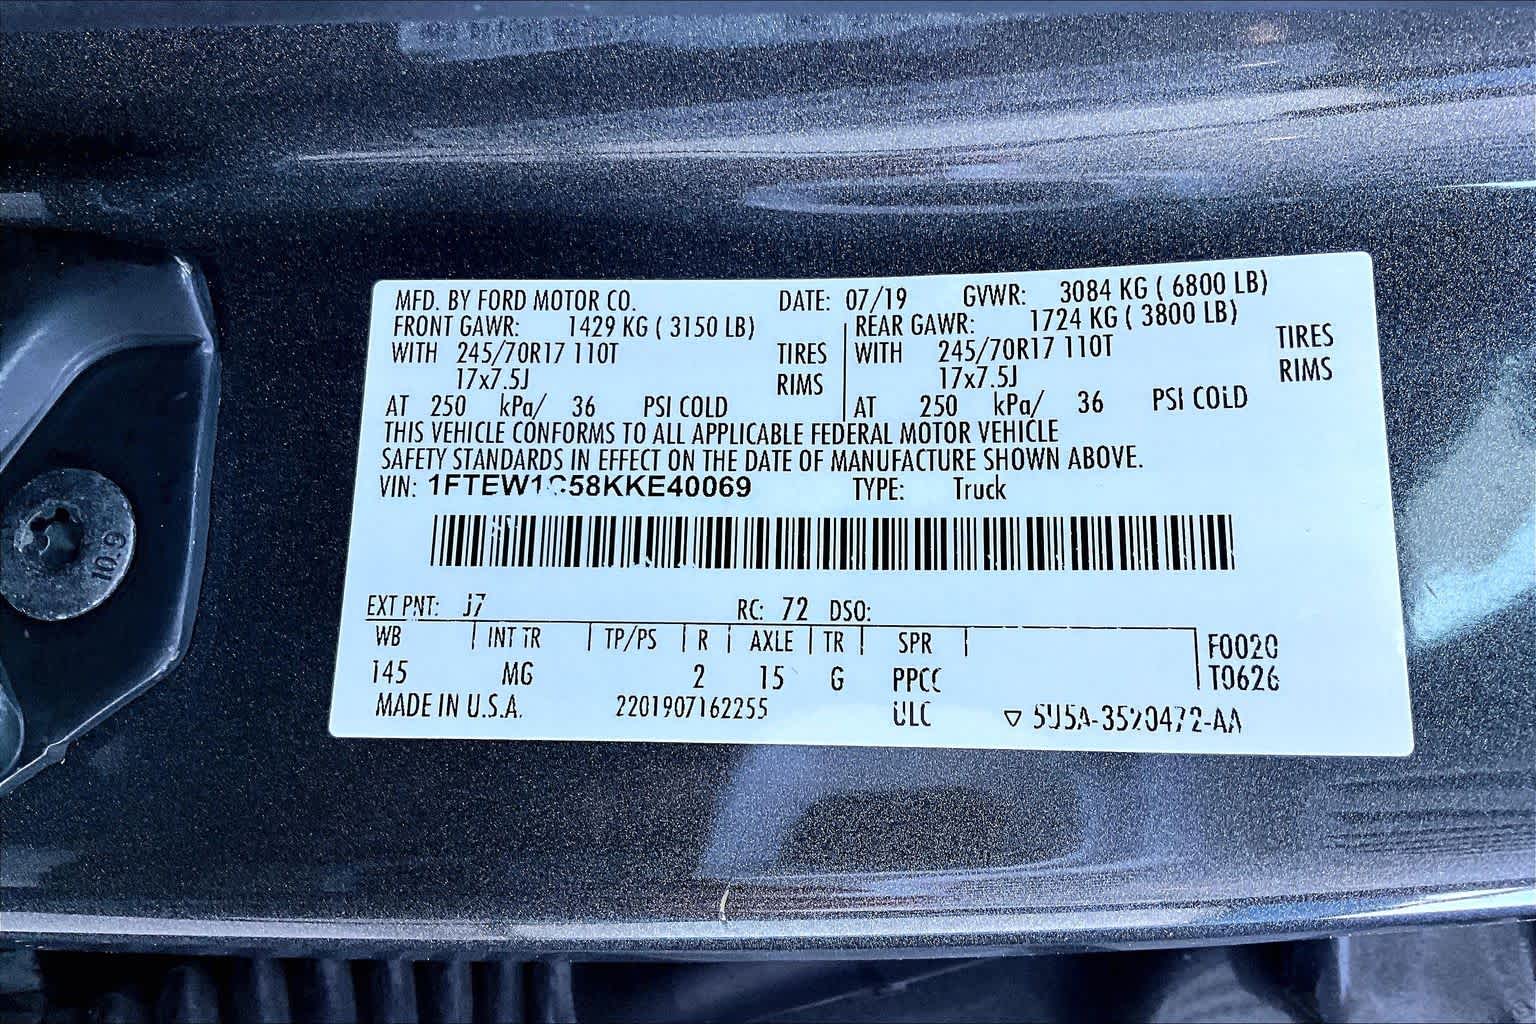 MFD. BY FORD MOTOR CO. DATE: 07/19 GVWR: 3084 KG ( 6800 LB)
FRONT GAWR: 1429 KG ( 3150 LB) REAR GAWR: 1724 KG ( 3800 LB)
WITH 245/70R17 110T TIRES WITH 245/70R17 110T TIRES
17x7.5J RIMS 17x7.5J RIMS
AT 250 kPa/ 36 PSI COLD AT 250 kPa/ 36 PSI COLD
THIS VEHICLE CONFORMS TO ALL APPLICABLE FEDERAL MOTOR VEHICLE
SAFETY STANDARDS IN EFFECT ON THE DATE OF MANUFACTURE SHOWN ABOVE.
VIN: TYPE: Truck
EXT PNT: J7 RC: 72 DSO:
WB INT TR TP/PS R AXLE TR SPR F0020
145 MG 2 15 G PPCC T0626
MADE IN U.S.A. 2201907162255 ULC ▽ 5U5A-3520472-AA
10.9